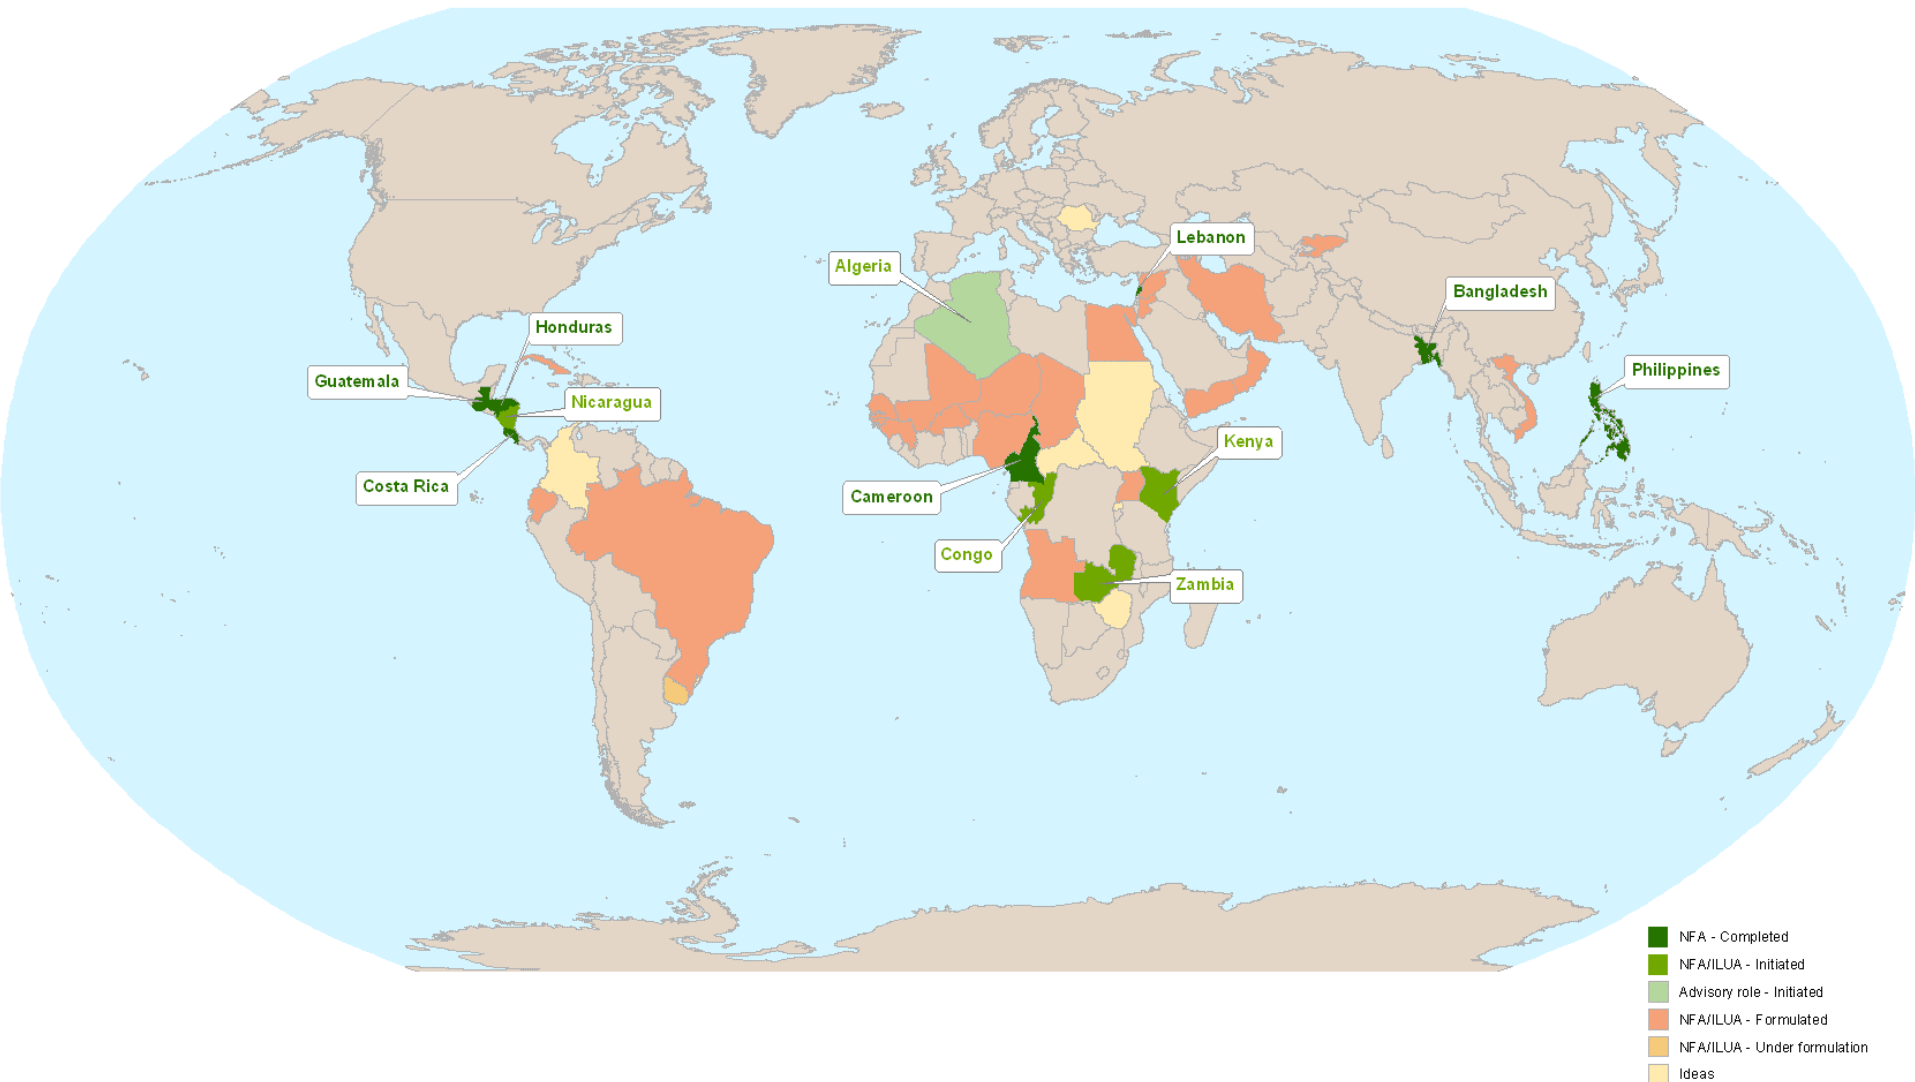 Lebanon
Algeria
Bangladesh
Honduras
Philippines
Guatemala
Nicaragua
Kenya
Costa Rica
Cameroon
Congo
Zambia
NFA - Completed
NFA/ILUA - Initiated
Advisory role - Initiated
NFA/ILUA - Formulated
NFA/ILUA - Under formulation
Ideas